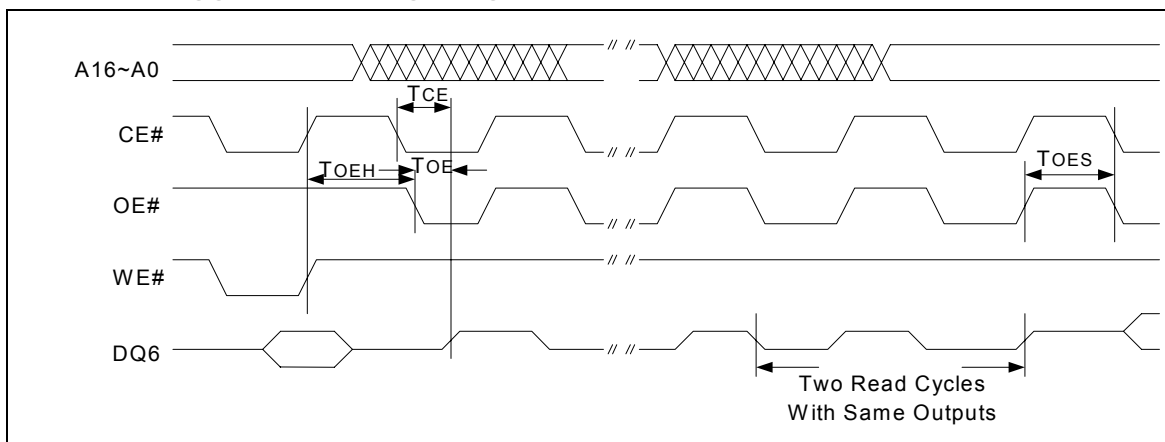 A16~A0
TCE
CE#
TOEH
TOE
TOES
OE#
WE#
DQ6
Two Read Cycles
With Same Outputs